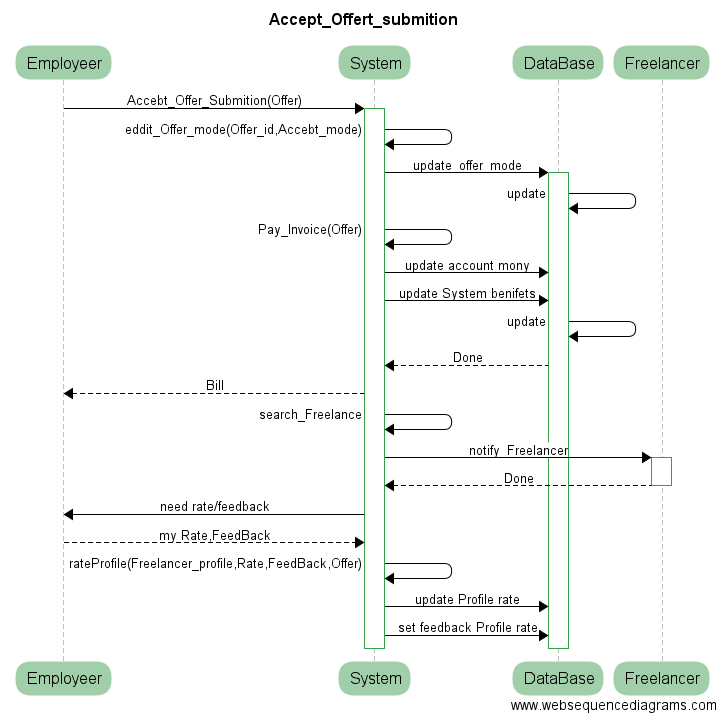 Accept_Offert_submition
Employeer System DataBase Freelancer
Accebt_Offer_Submition(Offer)
eddit_Offer_mode(Offer_id,Accebt_mode)
update_offer_mode
update
Pay_Invoice(Offer)
update account mony
update System benifets
update
Done
Bill
search_Freelance
notify_Freelancer
Done
need rate/feedback
my Rate,FeedBack
rateProfile(Freelancer_profile,Rate,FeedBack,Offer)
update Profile rate
set feedback Profile rate
Employeer System DataBase Freelancer
www.websequencediagrams.com